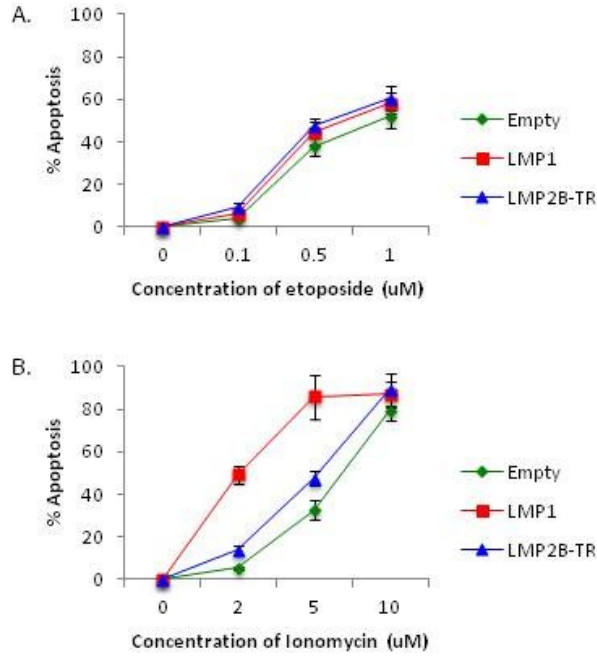 A.
% Apoptosis
100
80
60
40
20
0
0 0.1 0.5 1
Concentration of etoposide (uM)
Empty
LMP1
LMP2B-TR
B.
% Apoptosis
100
80
60
40
20
0
0 2 5 10
Concentration of Ionomycin (uM)
Empty
LMP1
LMP2B-TR